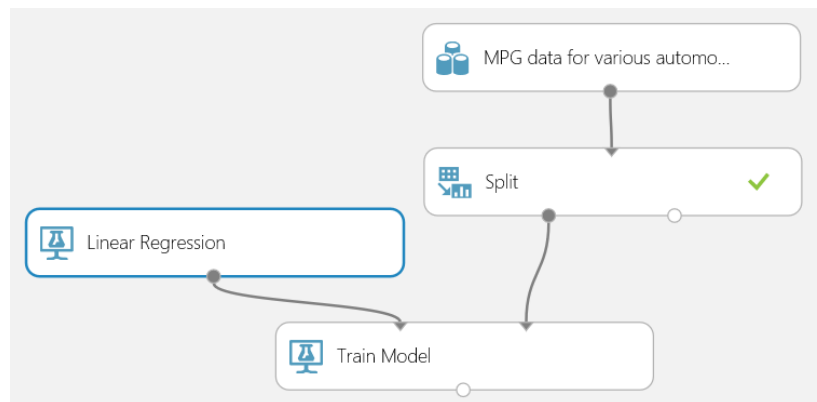 MPG data for various automo...
Split
Linear Regression
Train Model